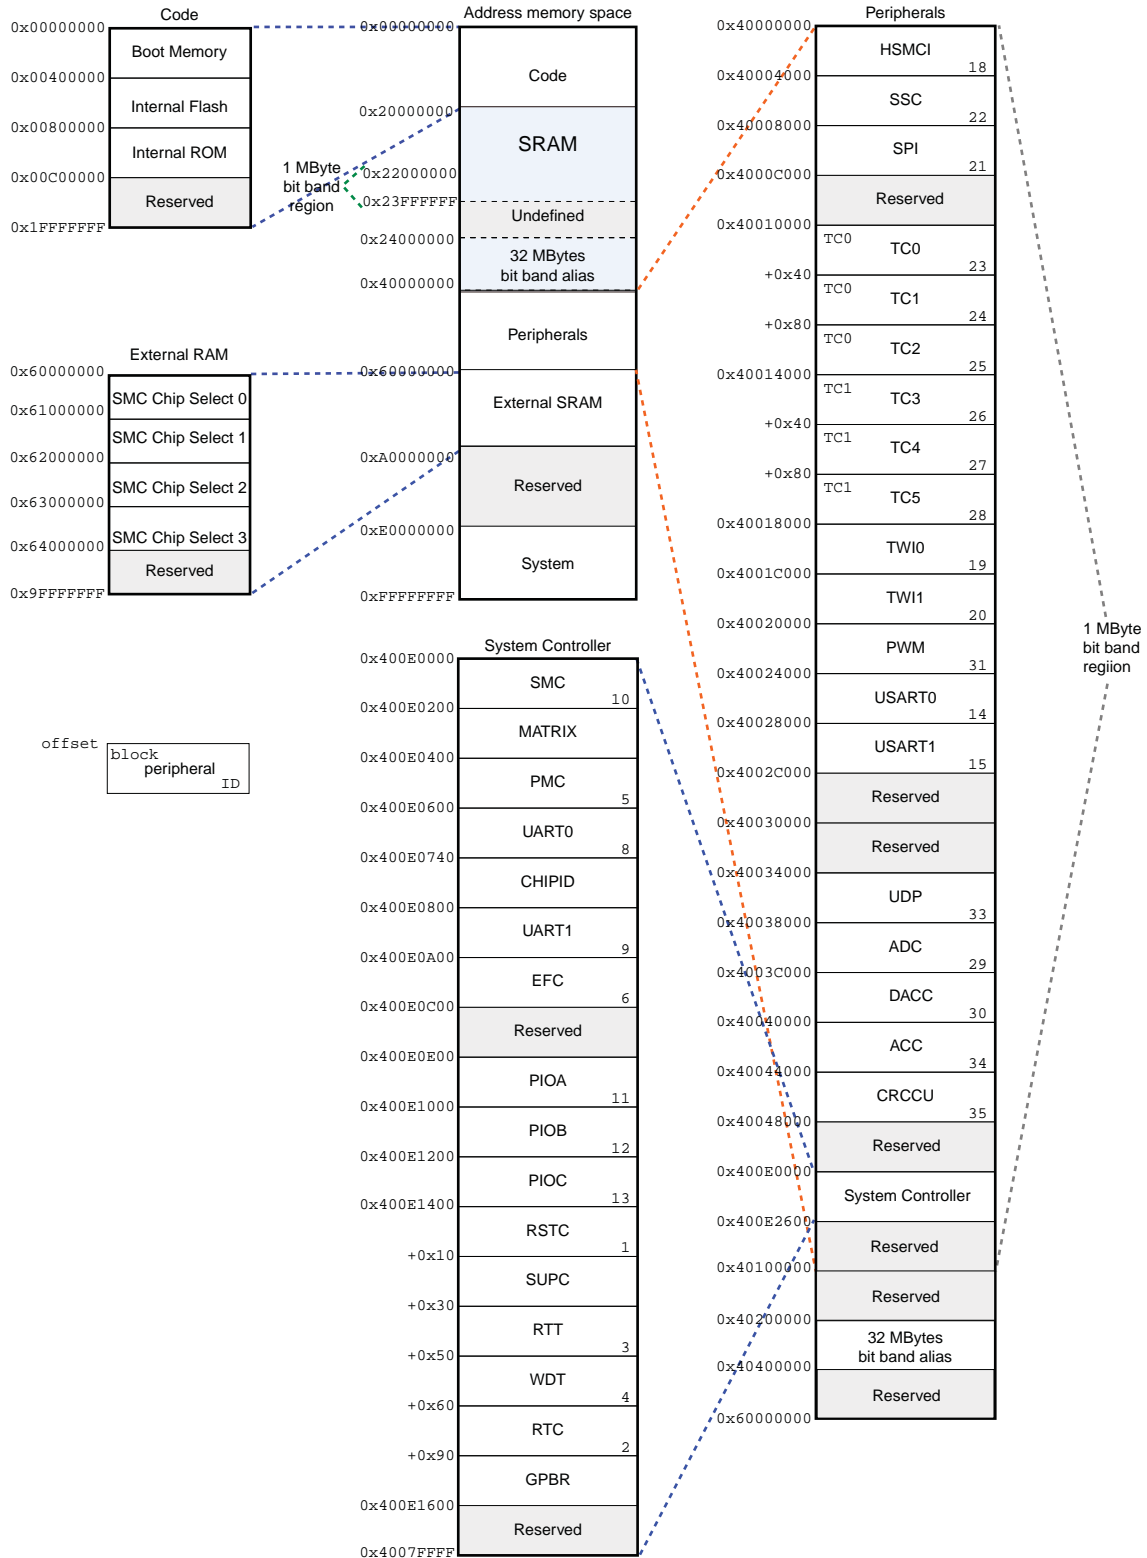 Code
0x00000000
Boot Memory
0x00400000
Internal Flash
0x00800000
Internal ROM
0x00C00000
Reserved
0x1FFFFFFF
External RAM
0x60000000
SMC Chip Select 0
0x61000000
SMC Chip Select 1
0x62000000
SMC Chip Select 2
0x63000000
SMC Chip Select 3
0x64000000
Reserved
0x9FFFFFFF
offset
block
peripheral
ID
Address memory space
0x00000000
Code
0x20000000
SRAM
1 MByte
bit band
region
0x22000000
0x23FFFFFF
Undefined
0x24000000
32 MBytes
bit band alias
0x40000000
Peripherals
0x60000000
External SRAM
0xA0000000
Reserved
0xE0000000
System
0xFFFFFFFF
System Controller
0x400E0000
SMC
10
0x400E0200
MATRIX
0x400E0400
PMC
5
0x400E0600
UART0
8
0x400E0740
CHIPID
0x400E0800
UART1
9
0x400E0A00
EFC
6
0x400E0C00
Reserved
0x400E0E00
PIOA
11
0x400E1000
PIOB
12
0x400E1200
PIOC
13
0x400E1400
RSTC
1
+0x10
SUPC
+0x30
RTT
3
+0x50
WDT
4
+0x60
RTC
2
+0x90
GPBR
0x400E1600
Reserved
0x4007FFFF
Peripherals
0x40000000
HSMCI
18
0x40004000
SSC
22
0x40008000
SPI
21
0x4000C000
Reserved
0x40010000
TC0
TC0
23
+0x40
TC0
TC1
24
+0x80
TC0
TC2
25
0x40014000
TC1
TC3
26
+0x40
TC1
TC4
27
+0x80
TC1
TC5
28
0x40018000
TWI0
19
0x4001C000
TWI1
20
0x40020000
PWM
31
0x40024000
USART0
14
0x40028000
USART1
15
0x4002C000
Reserved
0x40030000
Reserved
0x40034000
UDP
33
0x40038000
ADC
29
0x4003C000
DACC
30
0x40040000
ACC
34
0x40044000
CRCCU
35
0x40048000
Reserved
0x400E0000
System Controller
0x400E2600
Reserved
0x40100000
Reserved
0x40200000
32 MBytes
bit band alias
0x40400000
Reserved
0x60000000
1 MByte
bit band
regiion